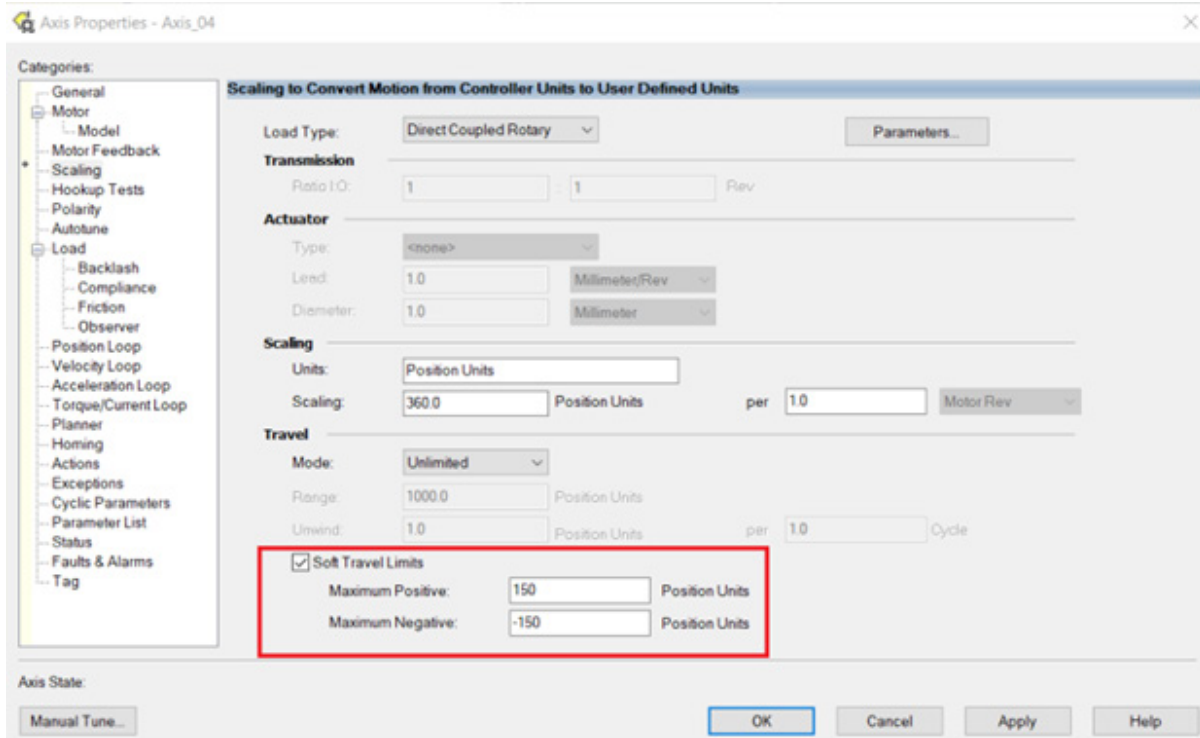 Axis Properties - Axis_04
Categories:
General
Motor
Model
Motor Feedback
Scaling
Hookup Tests
Polarity
Autotune
Load
Backlash
Compliance
Friction
Observer
Position Loop
Velocity Loop
Acceleration Loop
Torque/Current Loop
Planner
Homing
Actions
Exceptions
Cyclic Parameters
Parameter List
Status
Faults & Alarms
Tag
Scaling to Convert Motion from Controller Units to User Defined Units
Load Type: Direct Coupled Rotary Parameters...
Transmission
Ratio I:O: 1 : 1 Rev
Actuator
Type: <none>
Lead: 1.0 Millimeter/Rev
Diameter: 1.0 Millimeter
Scaling
Units: Position Units
Scaling: 360.0 Position Units per 1.0 Motor Rev
Travel
Mode: Unlimited
Range: 1000.0 Position Units
Unwind: 1.0 Position Units per 1.0 Cycle
Soft Travel Limits
Maximum Positive: 150 Position Units
Maximum Negative: -150 Position Units
Axis State:
Manual Tune... OK Cancel Apply Help